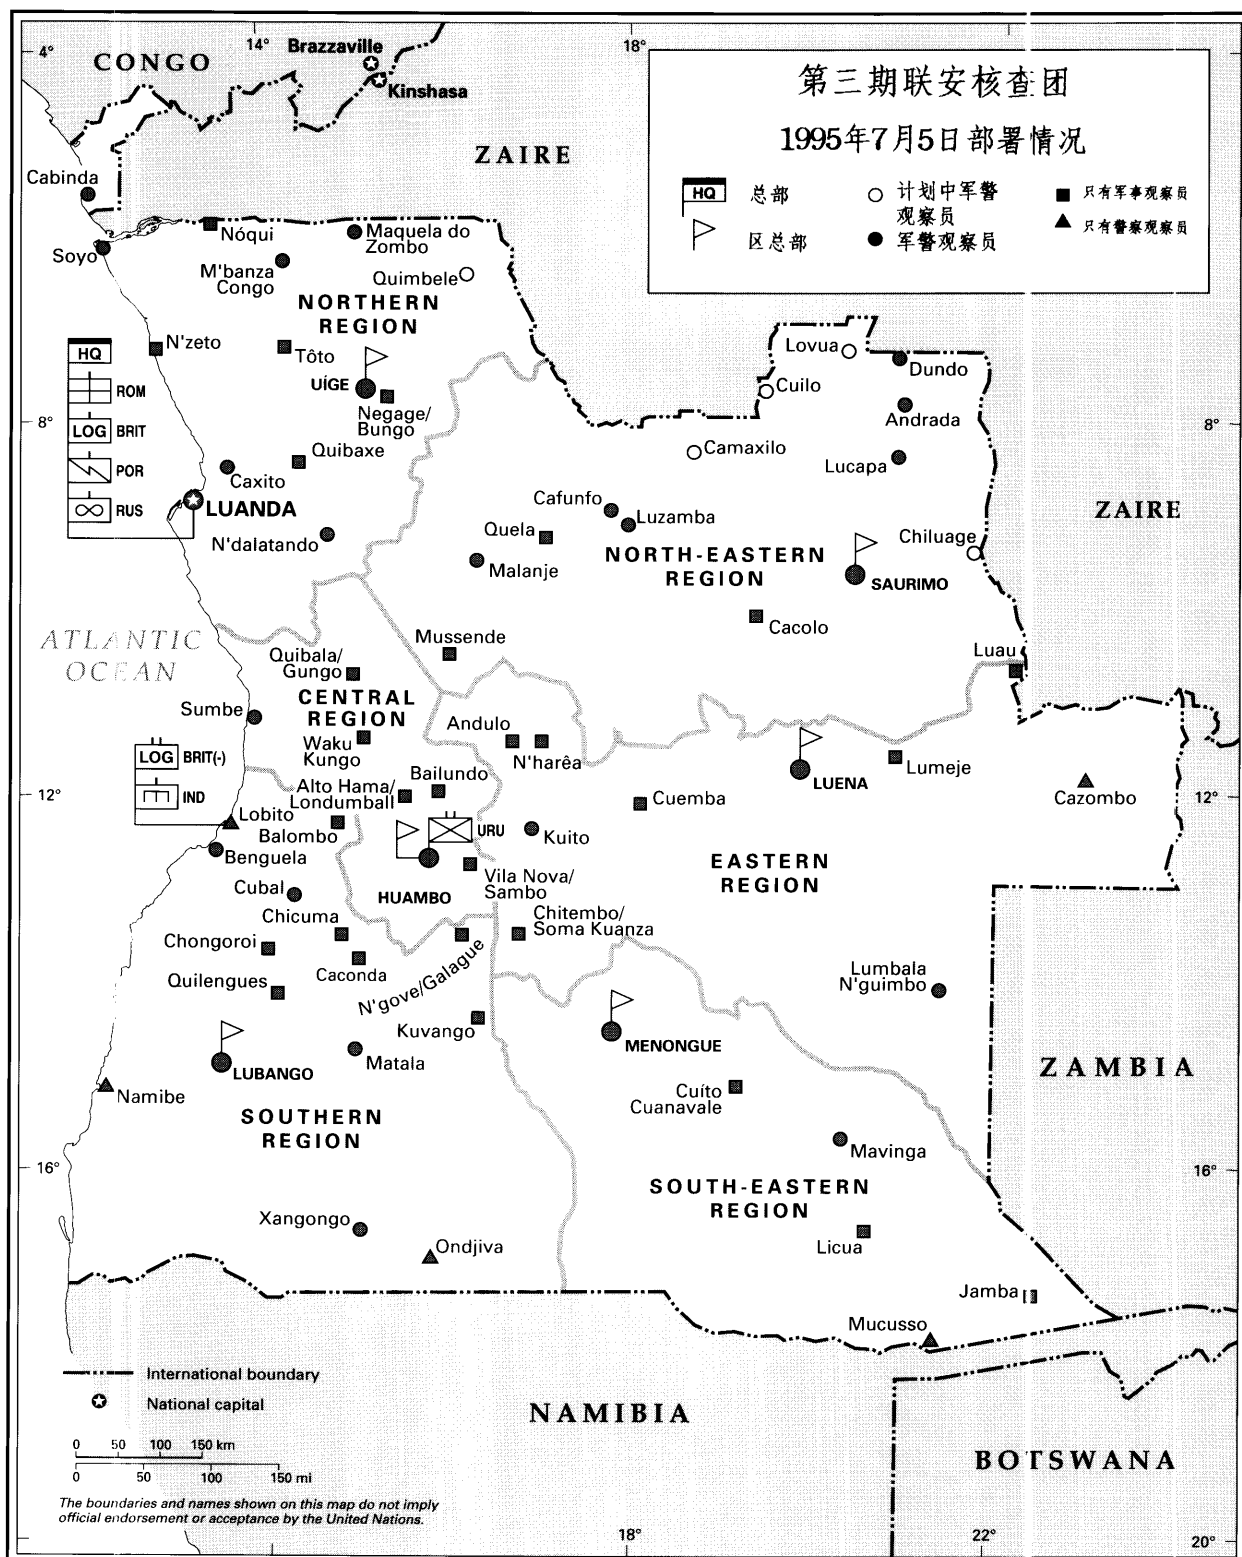 4°
14°
18°
CONGO
Brazzaville
Kinshasa
ZAIRE
第三期联安核查团
1995年7月5日部署情况
HQ 总部
区总部
计划中军警
观察员
军警观察员
只有军事观察员
只有警察观察员
Cabinda
Soyo
Nóqui
Maquela do
Zombo
M'banza
Congo
Quimbele
NORTHERN
REGION
N'zeto
Tôto
UÍGE
Negage/
Bungo
HQ
ROM
LOG BRIT
POR
RUS
8°
Quibaxe
Caxito
LUANDA
N'dalatando
Lovua
Dundo
Cuilo
Andrada
Camaxilo
Lucapa
8°
Cafunfo
Luzamba
Quela
Malanje
NORTH-EASTERN
REGION
Chiluage
SAURIMO
ZAIRE
Cacolo
Luau
ATLANTIC
OCEAN
Mussende
Quibala/
Gungo
CENTRAL
REGION
Sumbe
Waku
Kungo
Andulo
N'harêa
LUENA
Lumeje
Cazombo
LOG BRIT(-)
IND
Alto Hama/
Londumball
Bailundo
Cuemba
12°
12°
Lobito
Balombo
Benguela
URU
Kuito
HUAMBO
Vila Nova/
Sambo
EASTERN
REGION
Cubal
Chicuma
Chitembo/
Soma Kuanza
Chongoroi
Caconda
N'gove/Galague
Quilengues
Kuvango
Lumbala
N'guimbo
MENONGUE
LUBANGO
Matala
Namibe
Cuíto
Cuanavale
ZAMBIA
SOUTHERN
REGION
Mavinga
16°
16°
SOUTH-EASTERN
REGION
Xangongo
Ondjiva
Licua
Jamba
Mucusso
International boundary
National capital
0 50 100 150 km
0 50 100 150 mi
NAMIBIA
BOTSWANA
The boundaries and names shown on this map do not imply
official endorsement or acceptance by the United Nations.
18°
22°
20°